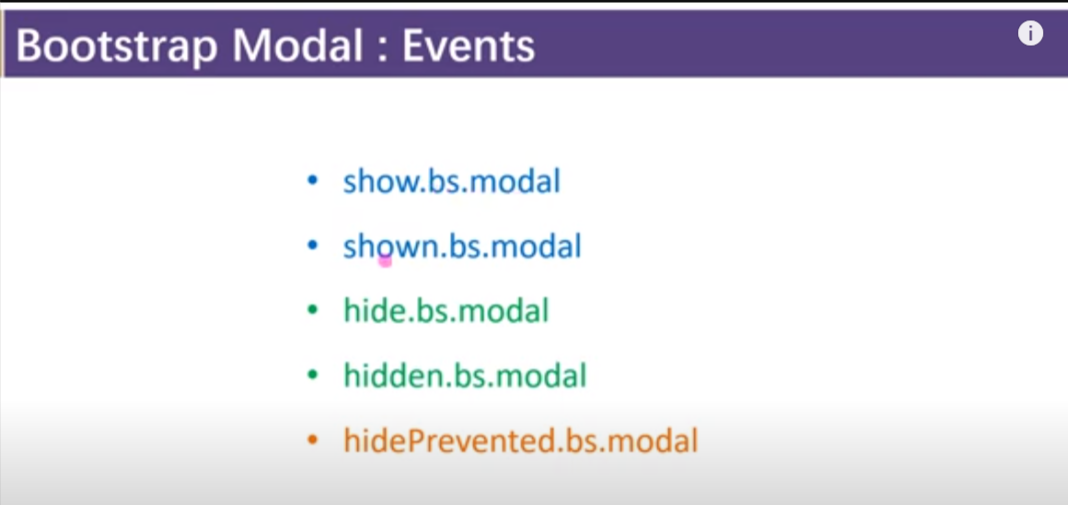 Bootstrap Modal : Events
i
• show.bs.modal
• shown.bs.modal
• hide.bs.modal
• hidden.bs.modal
• hidePrevented.bs.modal